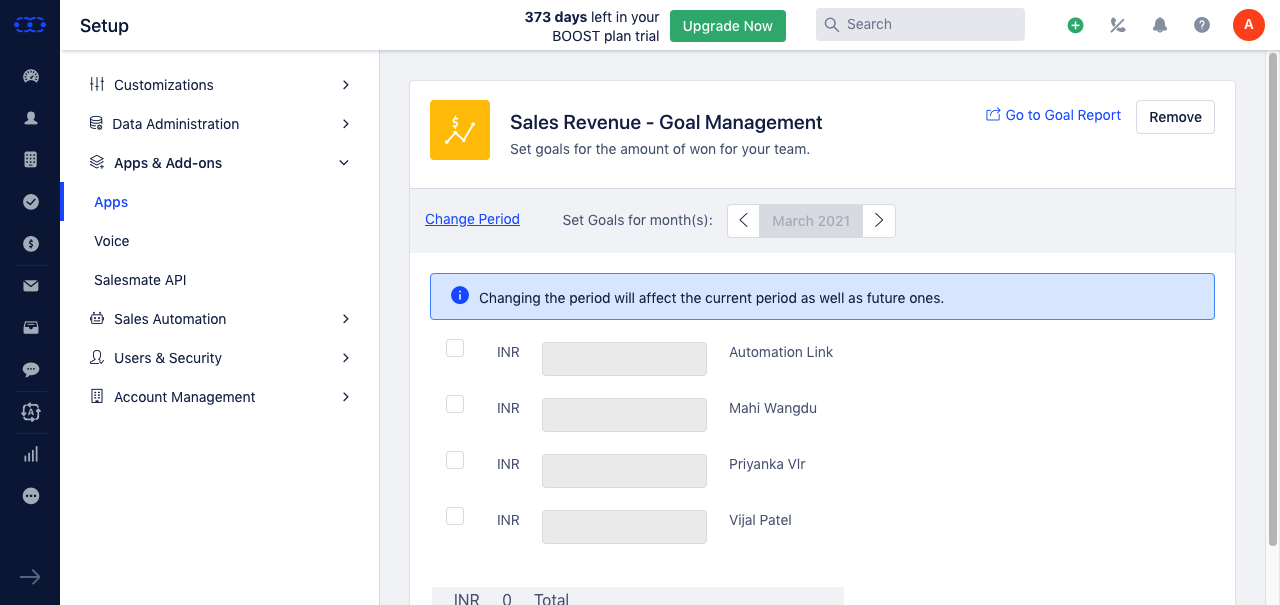 Setup
373 days left in your
BOOST plan trial
Upgrade Now
Search
A
Customizations
Data Administration
Apps & Add-ons
Apps
Voice
Salesmate API
Sales Automation
Users & Security
Account Management
$
Sales Revenue - Goal Management
Set goals for the amount of won for your team.
Go to Goal Report
Remove
Change Period
Set Goals for month(s):
March 2021
Changing the period will affect the current period as well as future ones.
INR Automation Link
INR Mahi Wangdu
INR Priyanka Vlr
INR Vijal Patel
INR 0 Total